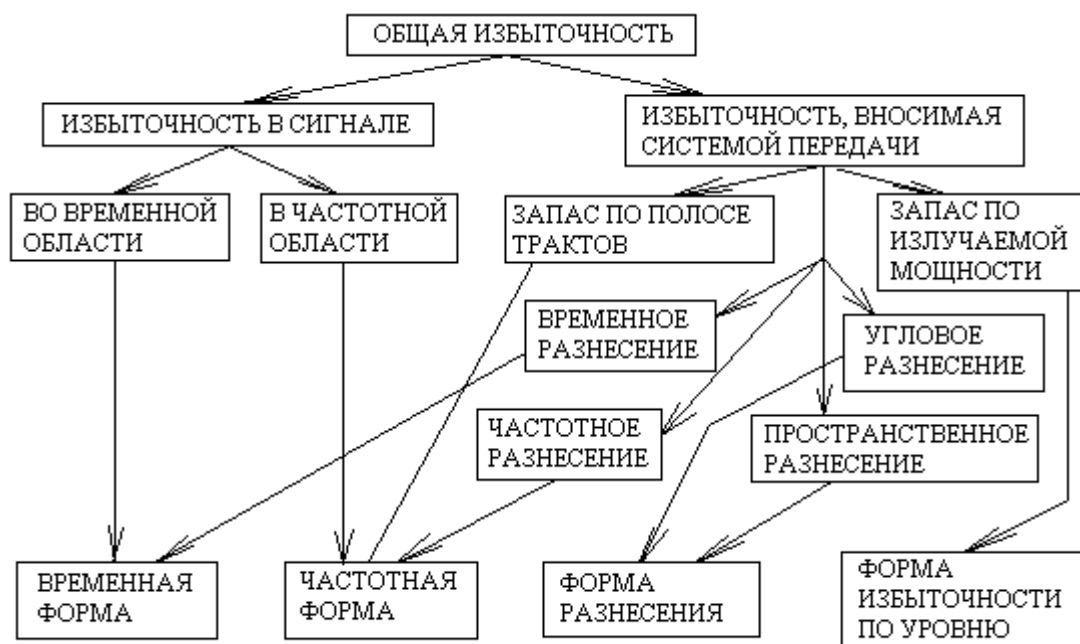 ОБЩАЯ ИЗБЫТОЧНОСТЬ
ИЗБЫТОЧНОСТЬ В СИГНАЛЕ
ИЗБЫТОЧНОСТЬ, ВНОСИМАЯ
СИСТЕМОЙ ПЕРЕДАЧИ
ВО ВРЕМЕННОЙ
ОБЛАСТИ
В ЧАСТОТНОЙ
ОБЛАСТИ
ЗАПАС ПО ПОЛОСЕ
ТРАКТОВ
ЗАПАС ПО
ИЗЛУЧАЕМОЙ
МОЩНОСТИ
ВРЕМЕННОЕ
РАЗНЕСЕНИЕ
УГЛОВОЕ
РАЗНЕСЕНИЕ
ЧАСТОТНОЕ
РАЗНЕСЕНИЕ
ПРОСТРАНСТВЕННОЕ
РАЗНЕСЕНИЕ
ВРЕМЕННАЯ
ФОРМА
ЧАСТОТНАЯ
ФОРМА
ФОРМА
РАЗНЕСЕНИЯ
ФОРМА
ИЗБЫТОЧНОСТИ
ПО УРОВНЮ